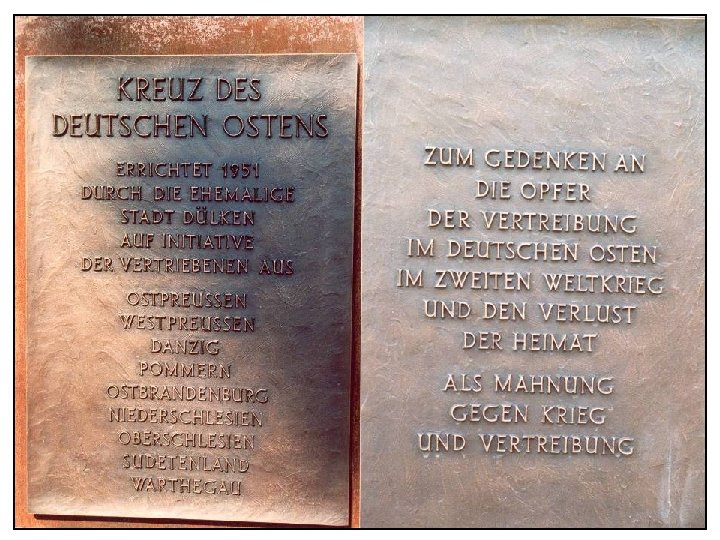 KREUZ DES
DEUTSCHEN OSTENS
ERRICHTET 1951
DURCH DIE EHEMALIGE
STADT DÜLKEN
AUF INITIATIVE
DER VERTRIEBENEN AUS
OSTPREUSSEN
WESTPREUSSEN
DANZIG
POMMERN
OSTBRANDENBURG
NIEDERSCHLESIEN
OBERSCHLESIEN
SUDETENLAND
WARTHEGAU
ZUM GEDENKEN AN
DIE OPFER
DER VERTREIBUNG
IM DEUTSCHEN OSTEN
IM ZWEITEN WELTKRIEG
UND DEN VERLUST
DER HEIMAT
ALS MAHNUNG
GEGEN KRIEG
UND VERTREIBUNG